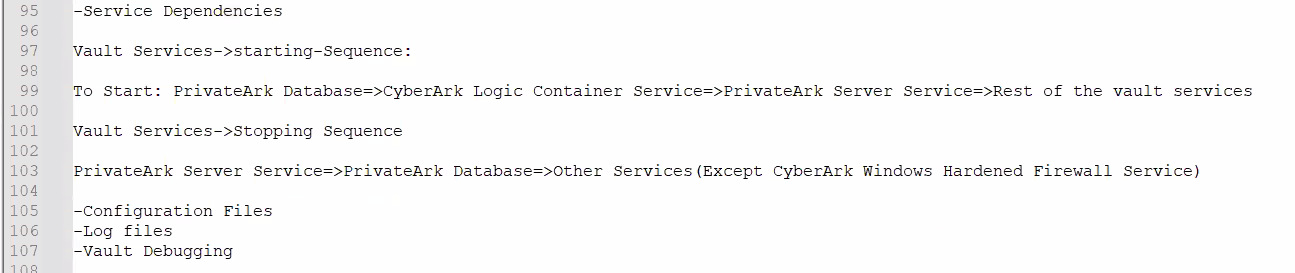 95 -Service Dependencies
96
97 Vault Services->starting-Sequence:
98
99 To Start: PrivateArk Database=>CyberArk Logic Container Service=>PrivateArk Server Service=>Rest of the vault services
100
101 Vault Services->Stopping Sequence
102
103 PrivateArk Server Service=>PrivateArk Database=>Other Services(Except CyberArk Windows Hardened Firewall Service)
104
105 -Configuration Files
106 -Log files
107 -Vault Debugging
108